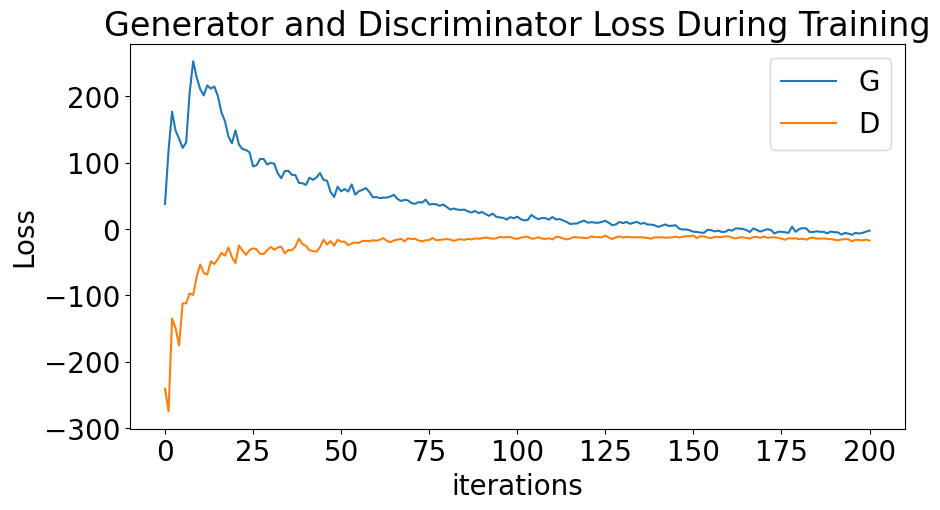 Generator and Discriminator Loss During Training
G
D
Loss
200
100
0
−100
−200
−300
0 25 50 75 100 125 150 175 200
iterations